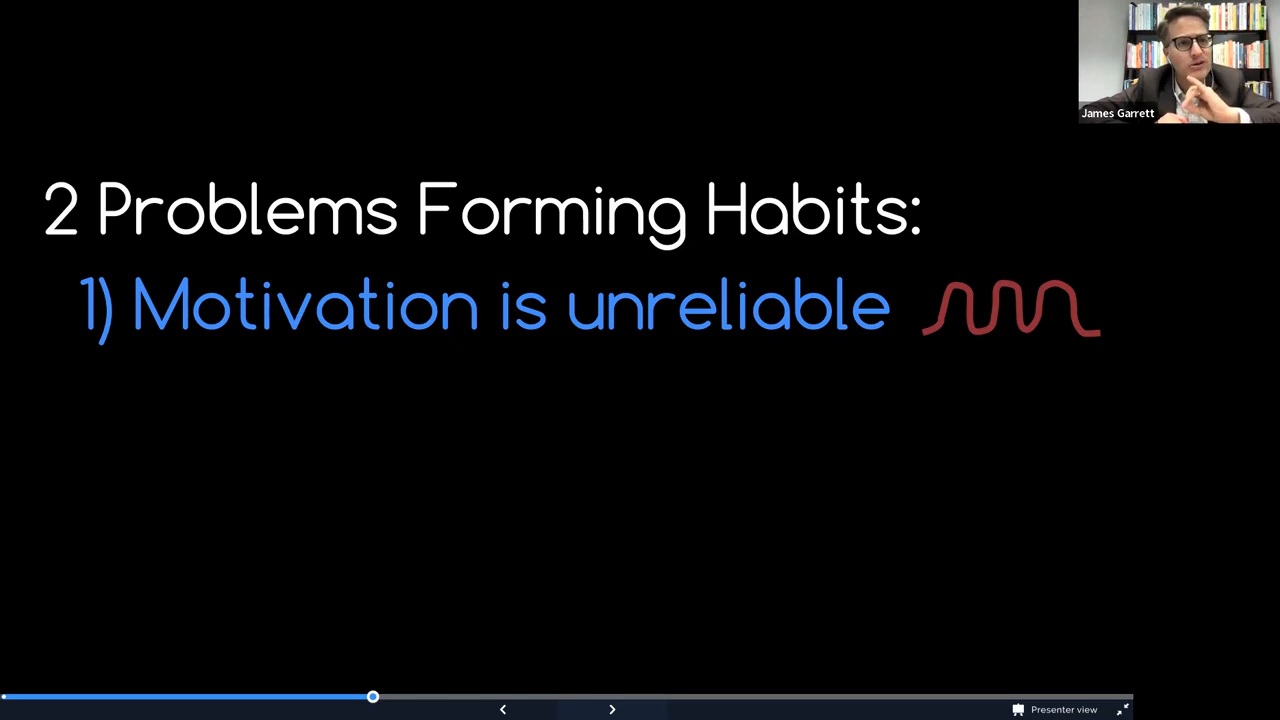 James Garrett
2 Problems Forming Habits:
1) Motivation is unreliable
Presenter view